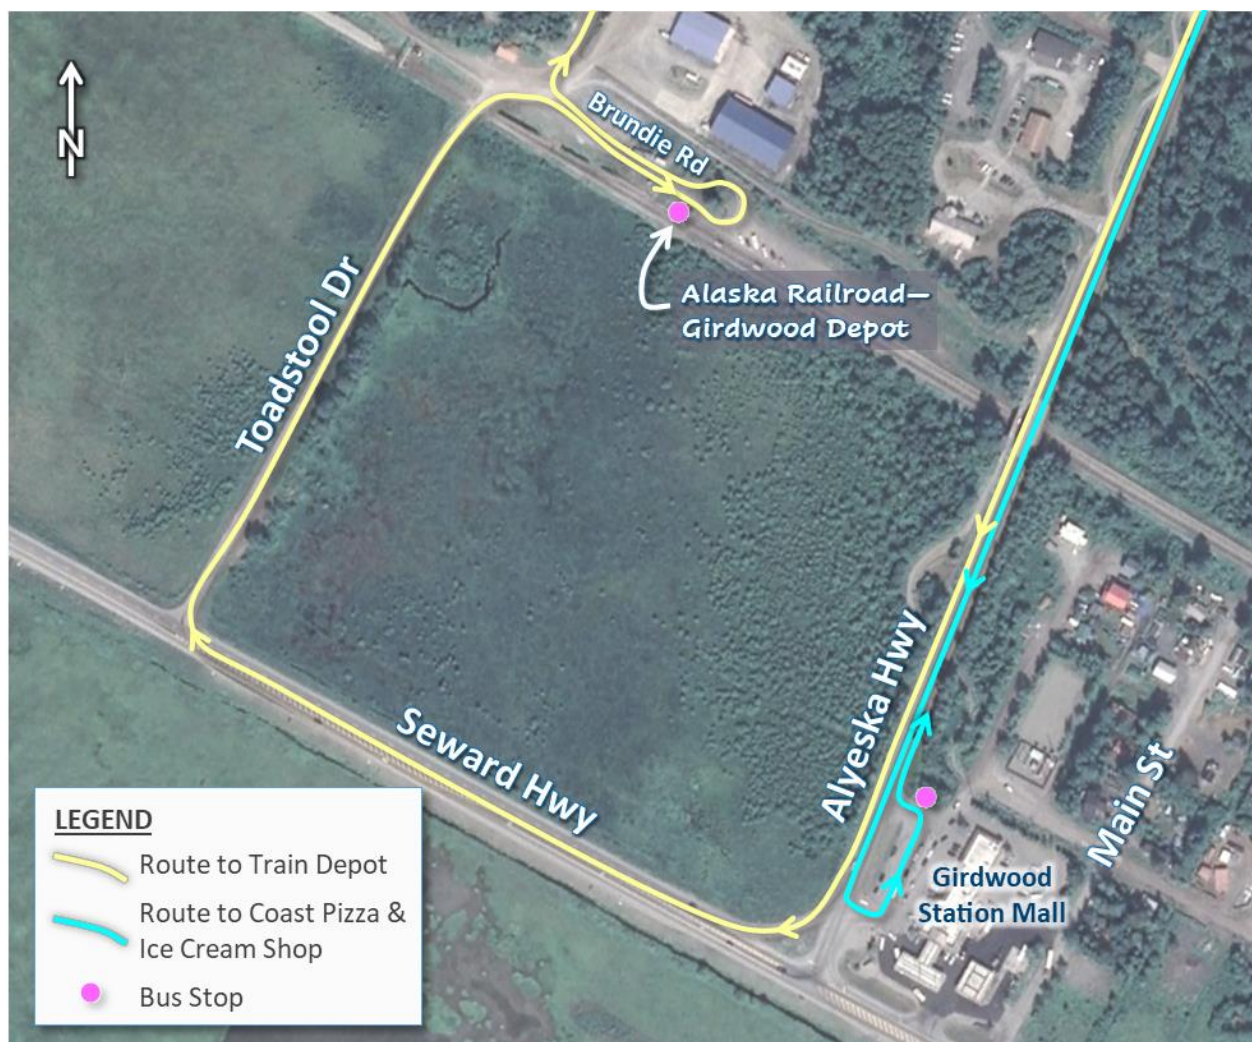 N
Brundie Rd
Alaska Railroad—
Girdwood Depot
Toadstool Dr
Alyeska Hwy
Seward Hwy
Main St
Girdwood
Station Mall
LEGEND
Route to Train Depot
Route to Coast Pizza &
Ice Cream Shop
Bus Stop